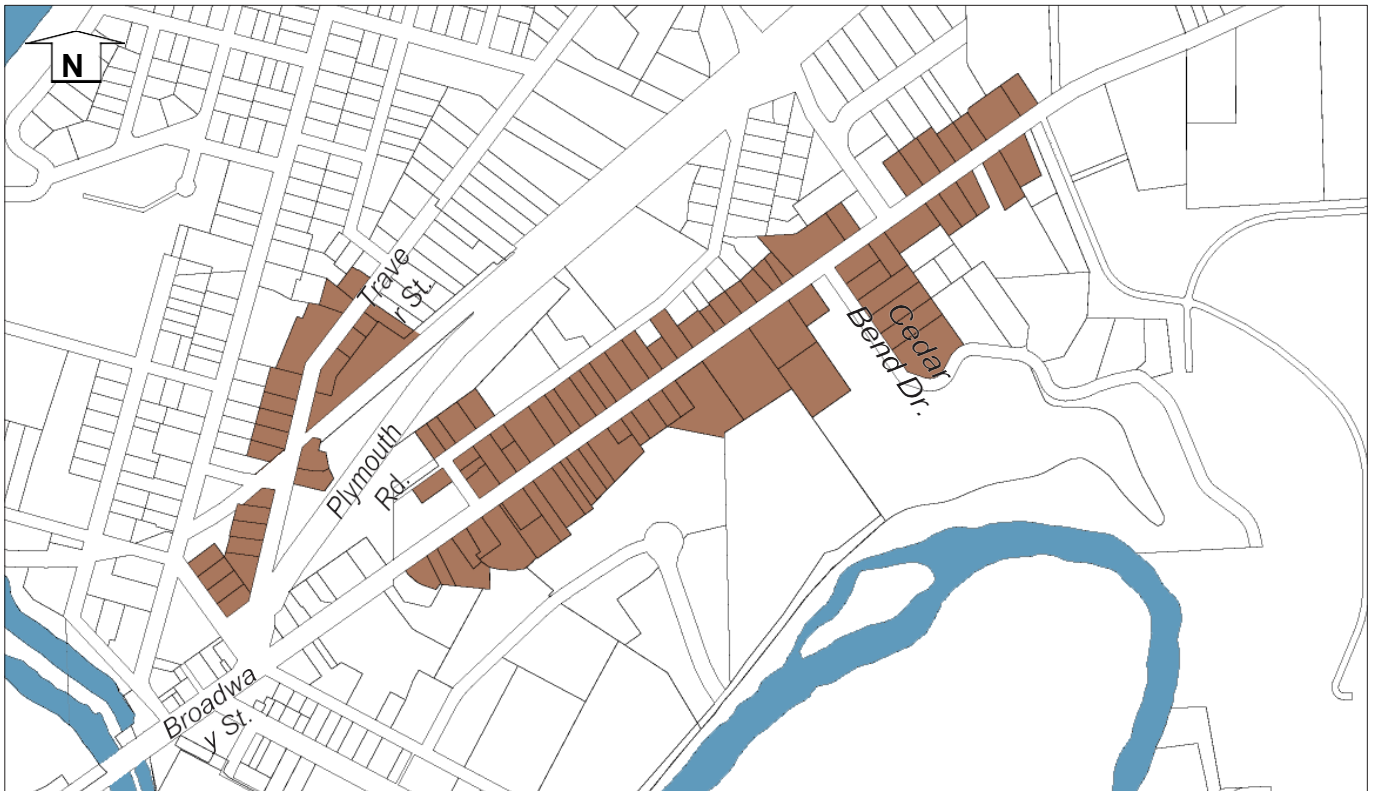 N
Trave
r St.
Cedar
Bend Dr.
Plymouth
Rd.
Broadwa
y St.